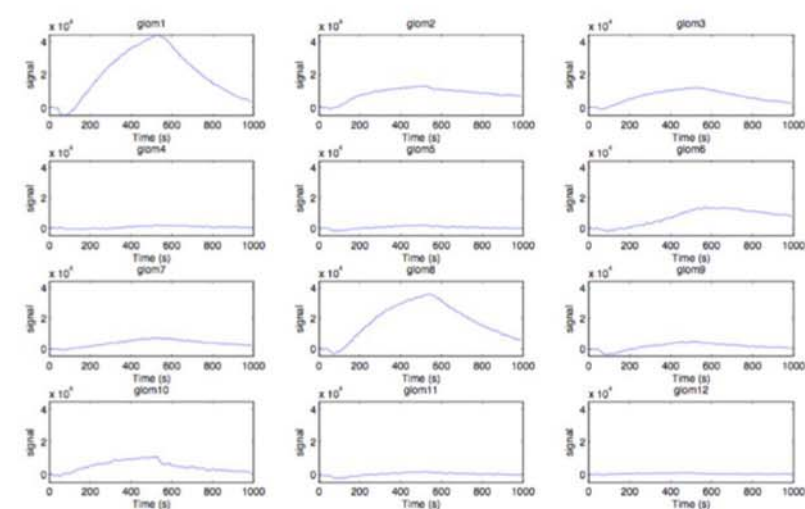 x 10⁴ glom1
signal
4
2
0
0 200 400 600 800 1000
Time (s)
x 10⁴ glom2
signal
4
2
0
0 200 400 600 800 1000
Time (s)
x 10⁴ glom3
signal
4
2
0
0 200 400 600 800 1000
Time (s)
x 10⁴ glom4
signal
4
2
0
0 200 400 600 800 1000
Time (s)
x 10⁴ glom5
signal
4
2
0
0 200 400 600 800 1000
Time (s)
x 10⁴ glom6
signal
4
2
0
0 200 400 600 800 1000
Time (s)
x 10⁴ glom7
signal
4
2
0
0 200 400 600 800 1000
Time (s)
x 10⁴ glom8
signal
4
2
0
0 200 400 600 800 1000
Time (s)
x 10⁴ glom9
signal
4
2
0
0 200 400 600 800 1000
Time (s)
x 10⁴ glom10
signal
4
2
0
0 200 400 600 800 1000
Time (s)
x 10⁴ glom11
signal
4
2
0
0 200 400 600 800 1000
Time (s)
x 10⁴ glom12
signal
4
2
0
0 200 400 600 800 1000
Time (s)